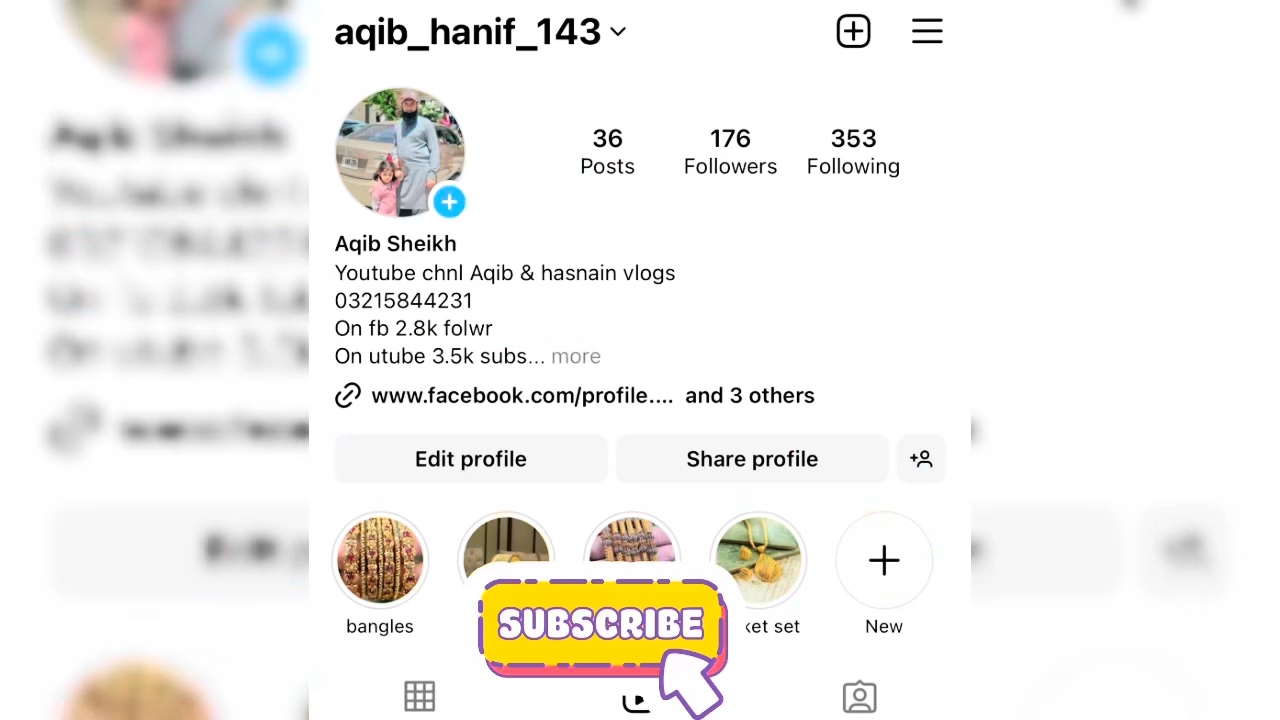 aqib_hanif_143
36 176 353
Posts Followers Following
Aqib Sheikh
Youtube chnl Aqib & hasnain vlogs
03215844231
On fb 2.8k folwr
On utube 3.5k subs... more
www.facebook.com/profile.... and 3 others
Edit profile Share profile
bangles ket set New
SUBSCRIBE